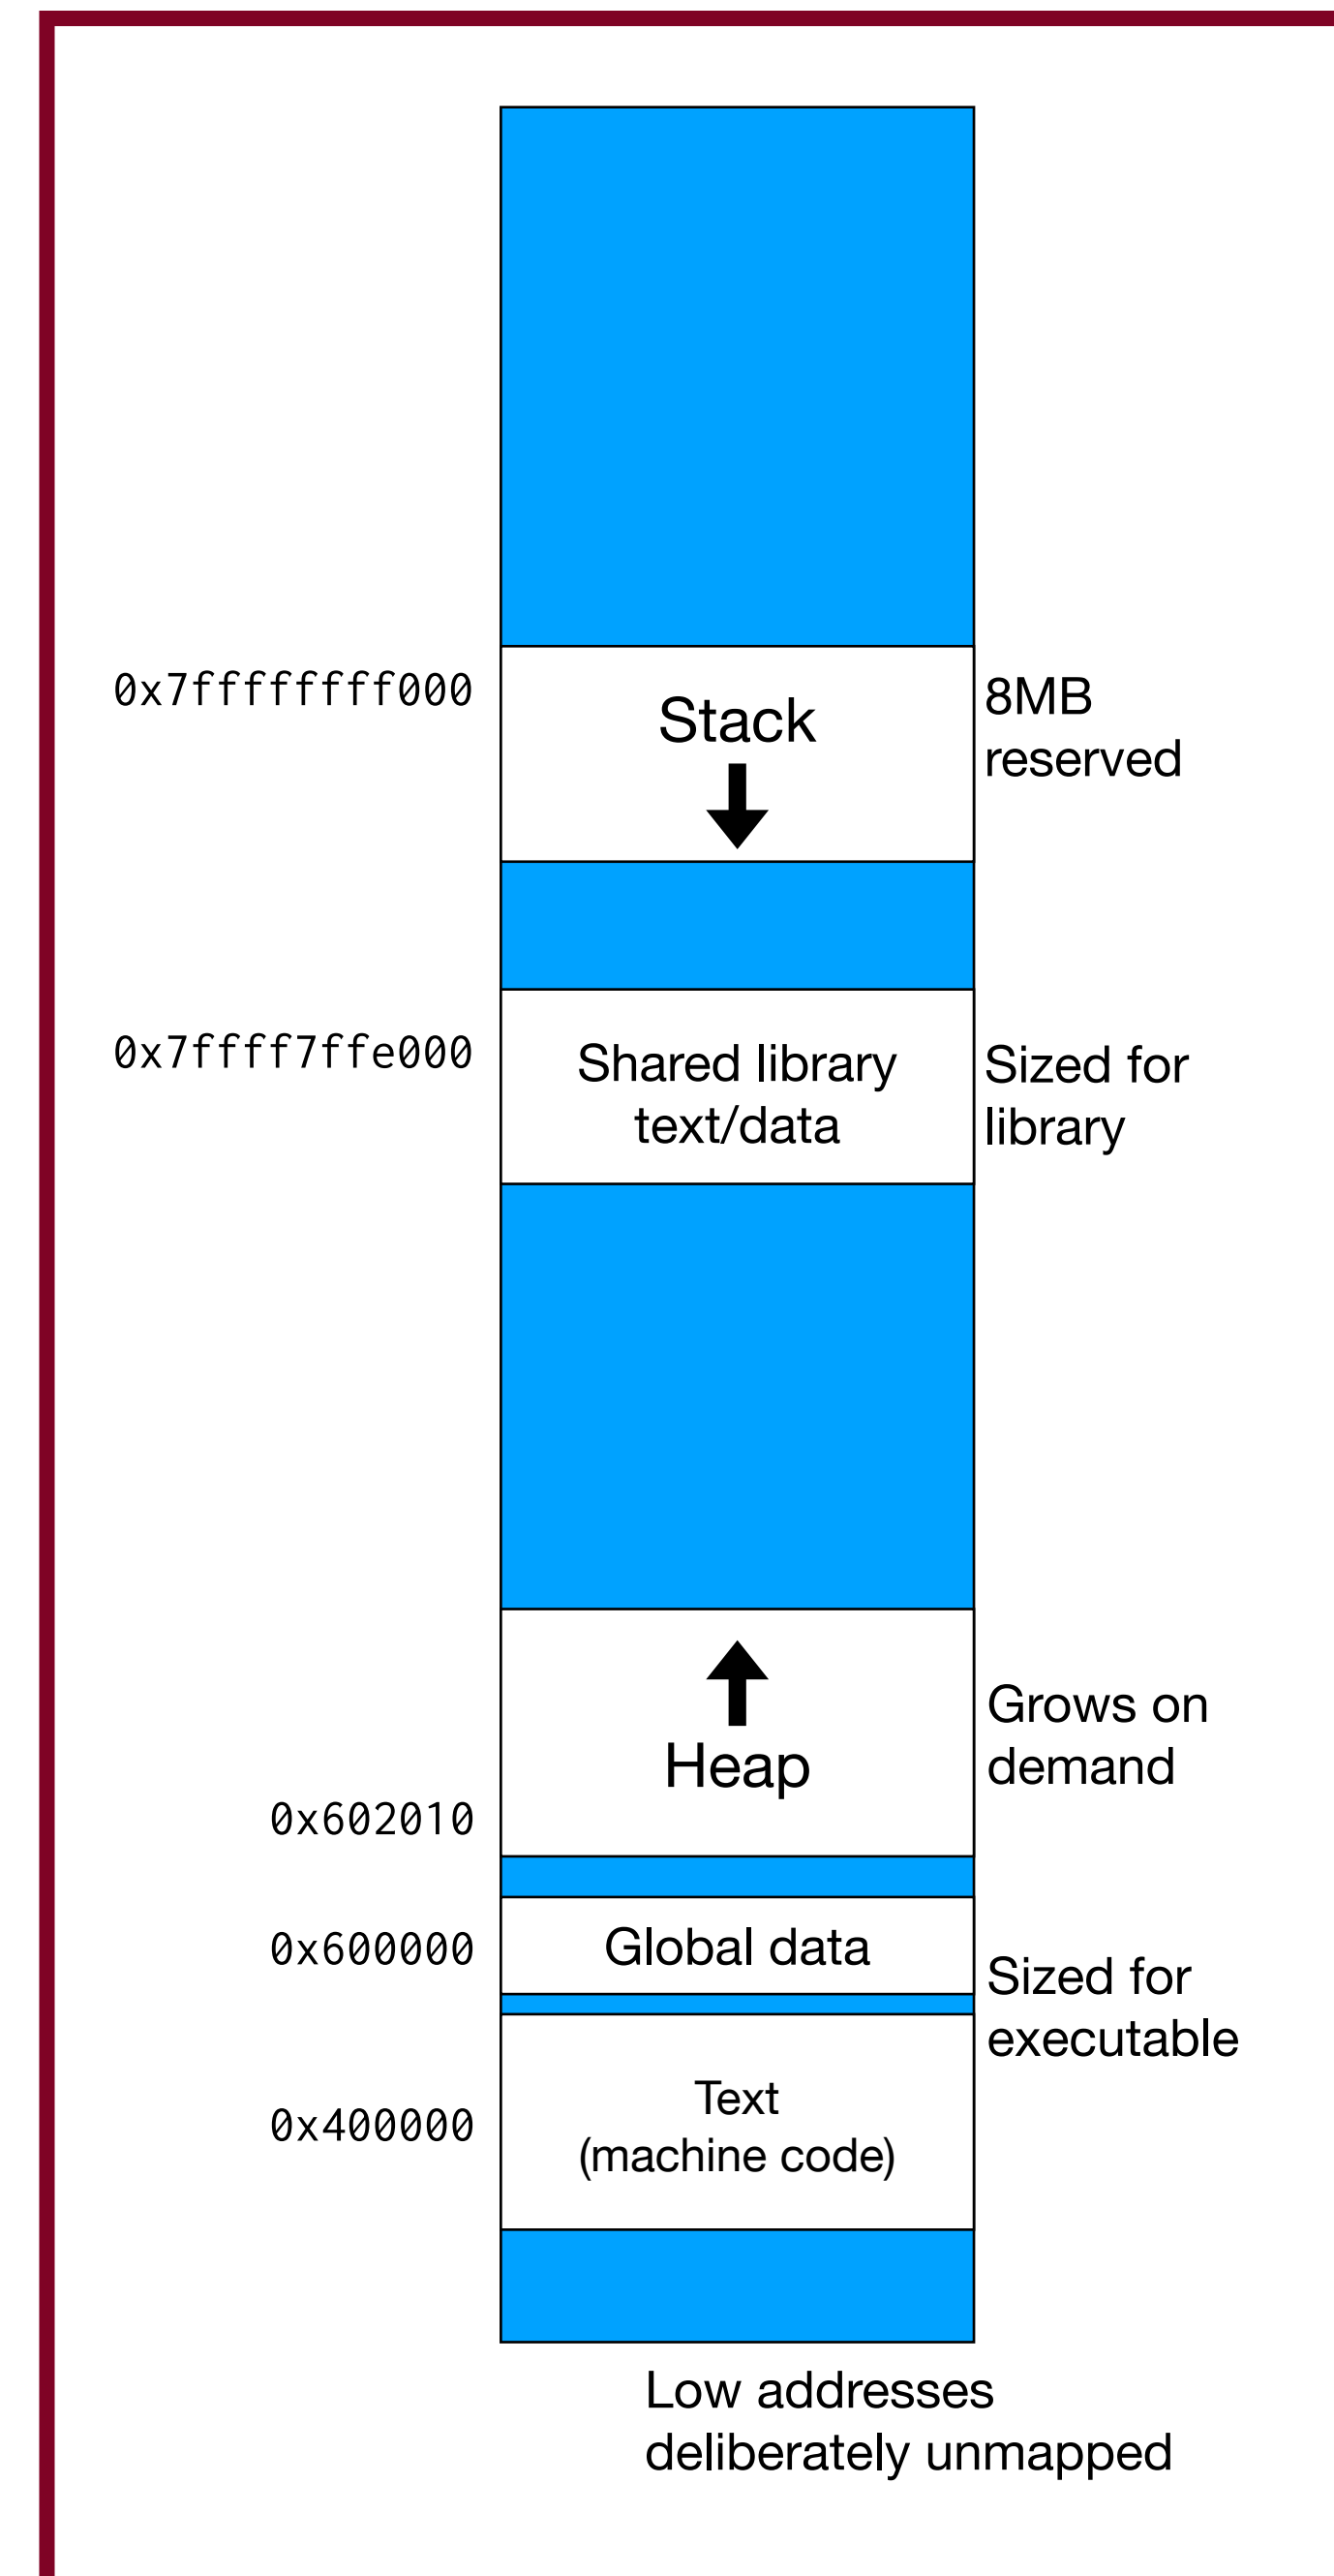 0x7ffffffff000
Stack
8MB
reserved
0x7ffff7ffe000
Shared library
text/data
Sized for
library
Heap
Grows on
demand
0x602010
0x600000
Global data
Sized for
executable
0x400000
Text
(machine code)
Low addresses
deliberately unmapped